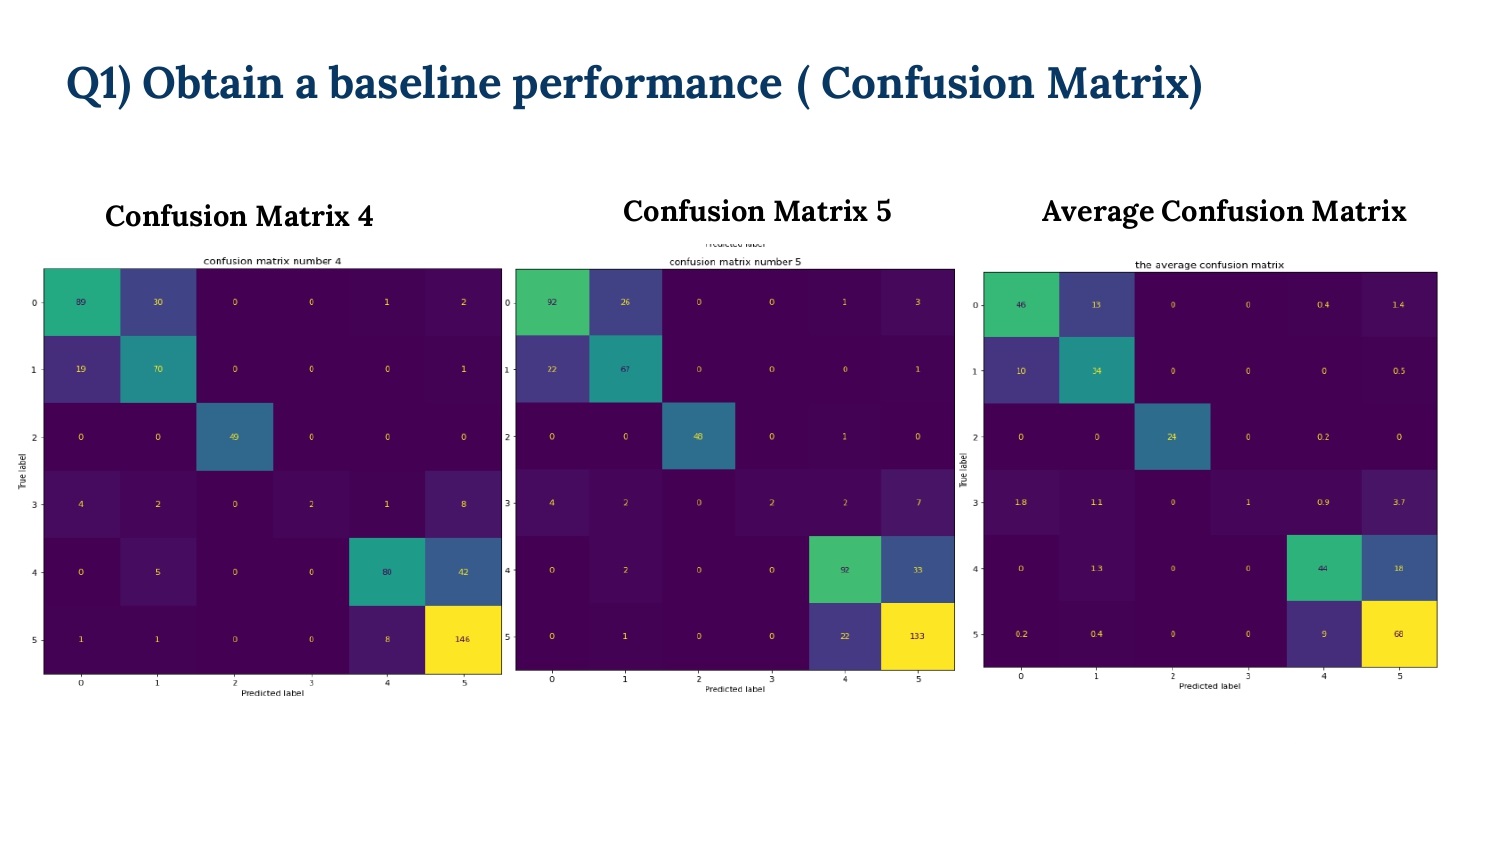 Q1) Obtain a baseline performance ( Confusion Matrix)
Confusion Matrix 4
Confusion Matrix 5
Average Confusion Matrix
confusion matrix number 4
True label
0 89 30 0 0 1 2
1 19 70 0 0 0 1
2 0 0 49 0 0 0
3 4 2 0 2 1 8
4 0 5 0 0 80 42
5 1 1 0 0 8 146
0 1 2 3 4 5
Predicted label
Predicted label
confusion matrix number 5
0 92 26 0 0 1 3
1 22 67 0 0 0 1
2 0 0 48 0 1 0
3 4 2 0 2 2 7
4 0 2 0 0 92 33
5 0 1 0 0 22 133
0 1 2 3 4 5
Predicted label
the average confusion matrix
True label
0 46 13 0 0 0.4 1.4
1 10 34 0 0 0 0.5
2 0 0 24 0 0.2 0
3 1.8 1.1 0 1 0.9 3.7
4 0 1.3 0 0 44 18
5 0.2 0.4 0 0 9 68
0 1 2 3 4 5
Predicted label